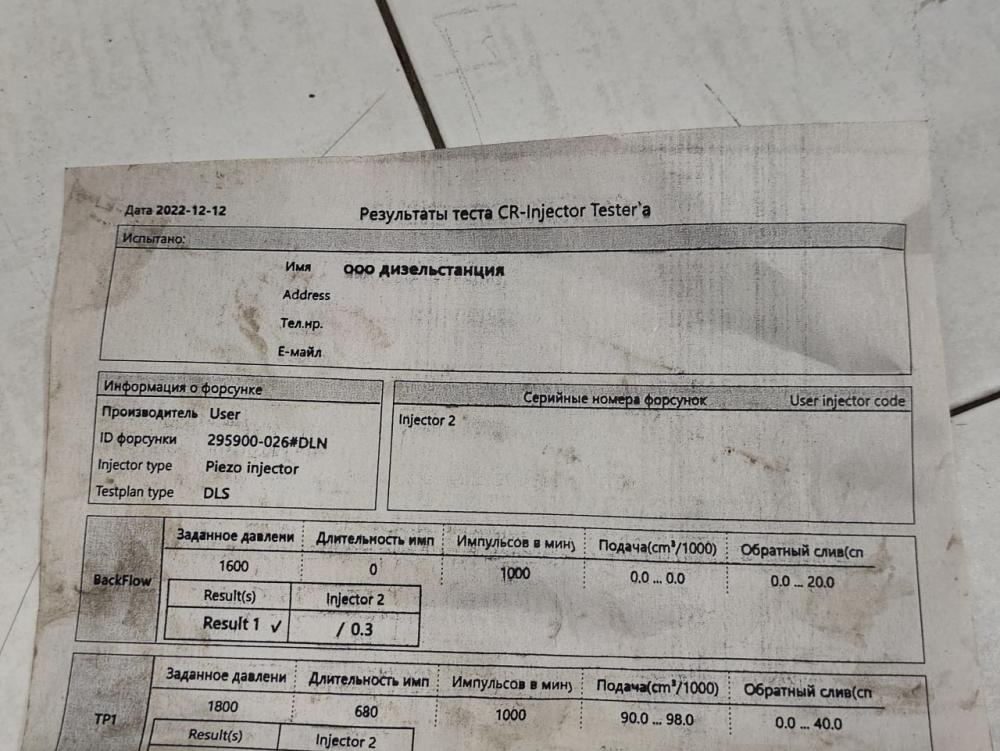 Дата 2022-12-12
Результаты теста CR-Injector Tester`а
Испытано:
Имя ооо дизельстанция
Address
Тел.нр.
Е-майл
Информация о форсунке
Производитель User
ID форсунки 295900-026#DLN
Injector type Piezo injector
Testplan type DLS
Серийные номера форсунок User injector code
Injector 2
BackFlow
Заданное давлени Длительность имп Импульсов в мин) Подача(cm³/1000) Обратный слив(сп
1600 0 1000 0.0 ... 0.0 0.0 ... 20.0
Result(s) Injector 2
Result 1 ✓ / 0.3
TP1
Заданное давлени Длительность имп Импульсов в мин) Подача(cm³/1000) Обратный слив(сп
1800 680 1000 90.0 ... 98.0 0.0 ... 40.0
Result(s) Injector 2